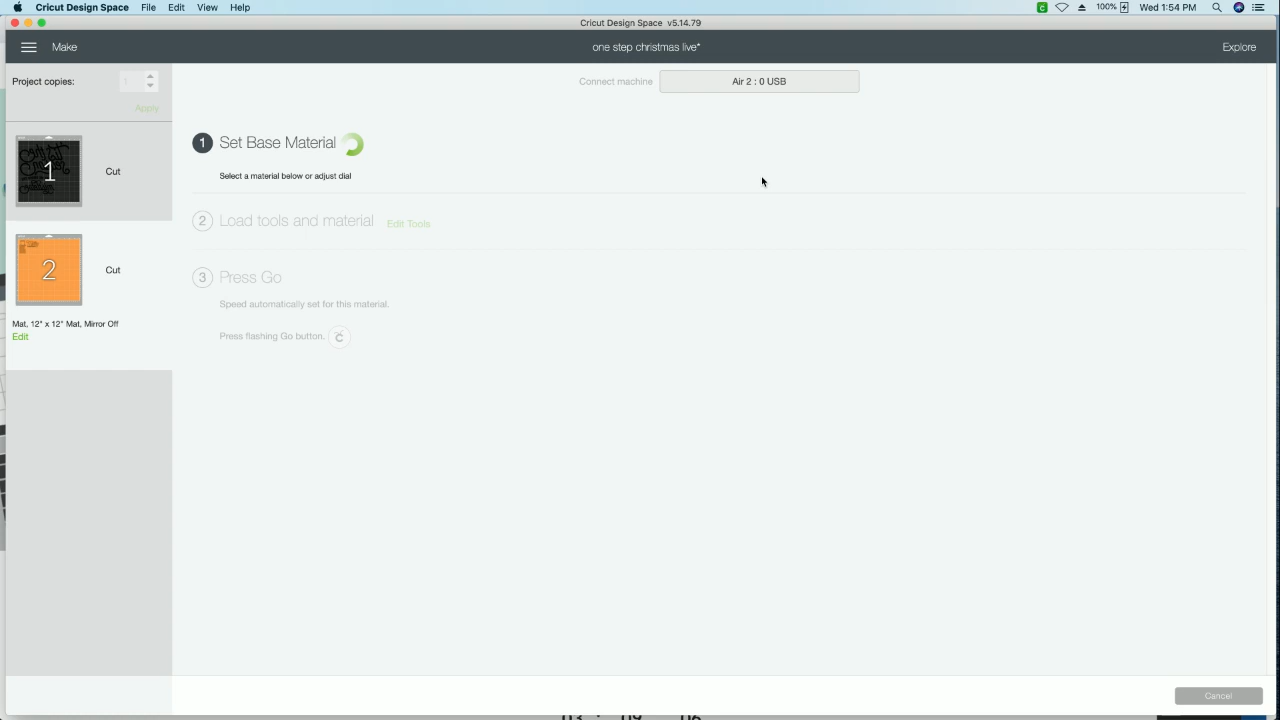 Cricut Design Space File Edit View Help
100% Wed 1:54 PM
Cricut Design Space v5.14.79
Make
one step christmas live*
Explore
Project copies: 1
Apply
Connect machine Air 2 : 0 USB
1 Set Base Material
Select a material below or adjust dial
1 Cut
2 Load tools and material Edit Tools
2 Cut
3 Press Go
Speed automatically set for this material.
Press flashing Go button. C
Mat, 12" x 12" Mat, Mirror Off
Edit
Cancel